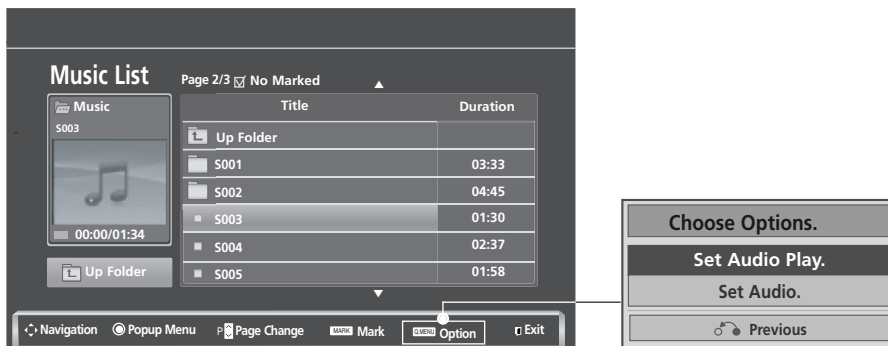 Music List
Page 2/3 No Marked
Music
S003
00:00/01:34
Up Folder
Title Duration
Up Folder
S001 03:33
S002 04:45
S003 01:30
S004 02:37
S005 01:58
Navigation Popup Menu P Page Change MARK Mark Q.MENU Option Exit
Choose Options.
Set Audio Play.
Set Audio.
Previous